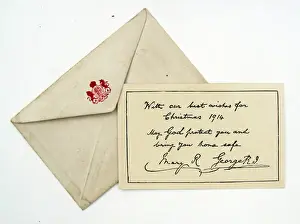 With our best wishes for
Christmas 1914
May God protect you and
bring you home safe
Mary R George R.I.